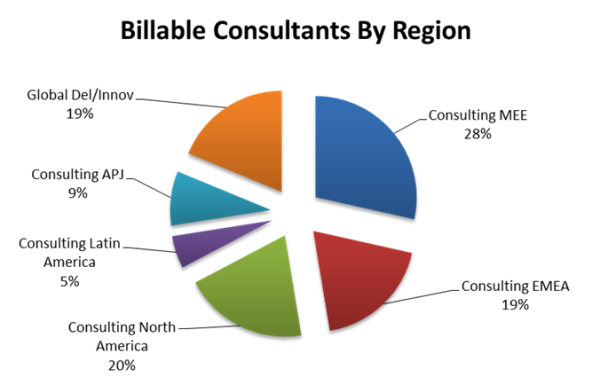 Billable Consultants By Region
Global Del/Innov
19%
Consulting MEE
28%
Consulting APJ
9%
Consulting Latin
America
5%
Consulting EMEA
19%
Consulting North
America
20%